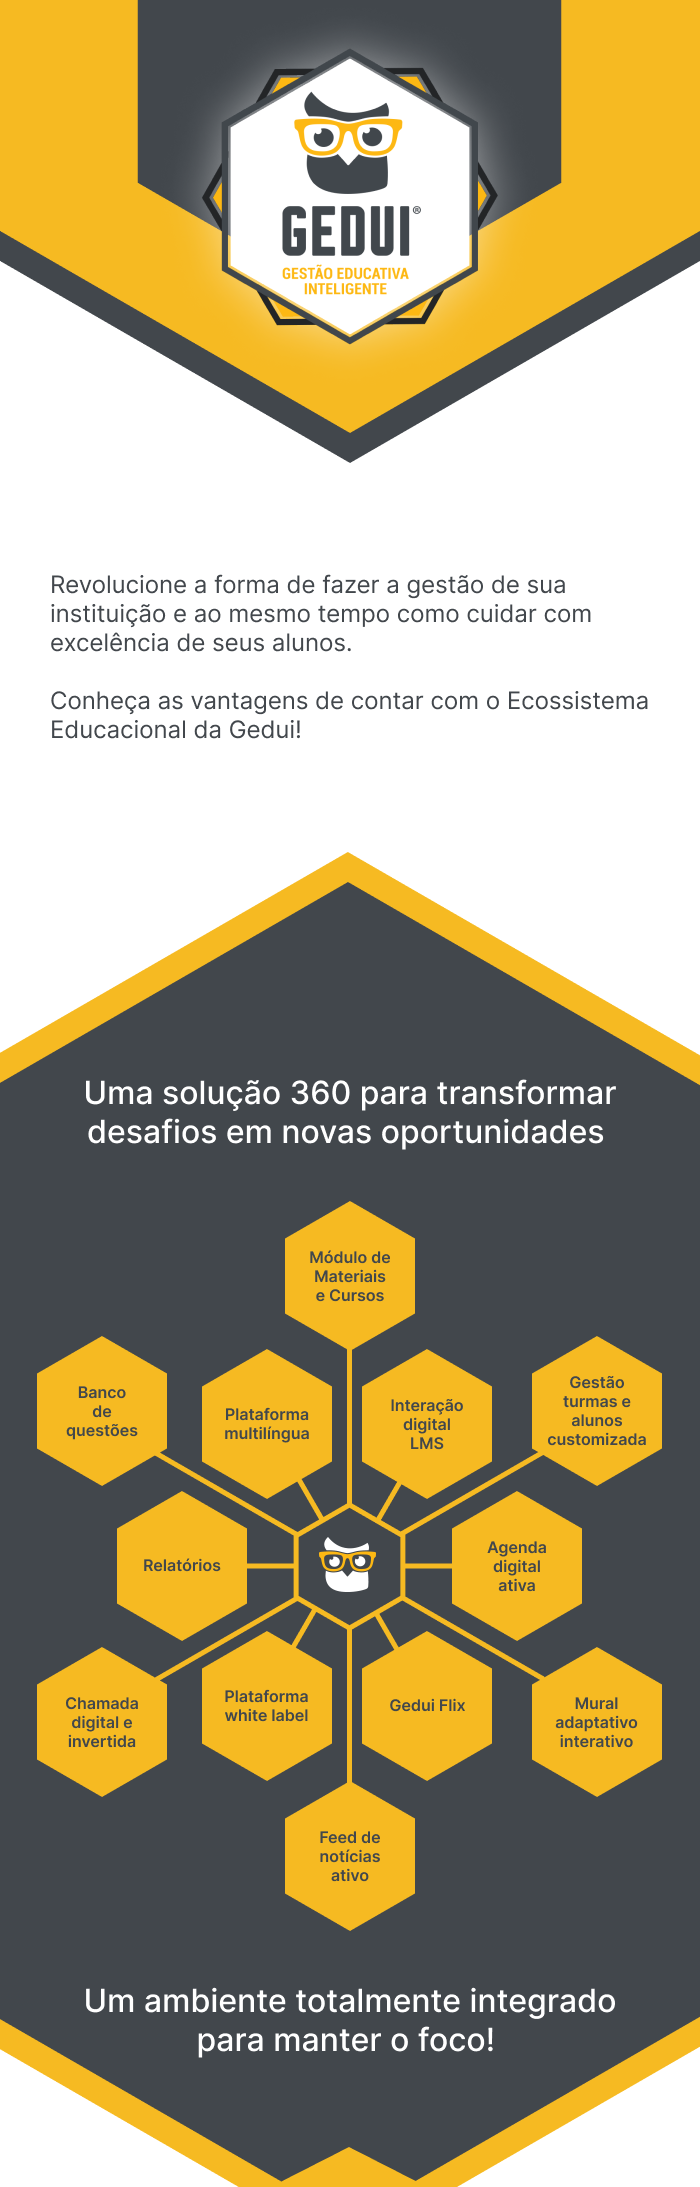 GEDUI®
GESTÃO EDUCATIVA
INTELIGENTE
Revolucione a forma de fazer a gestão de sua
instituição e ao mesmo tempo como cuidar com
excelência de seus alunos.
Conheça as vantagens de contar com o Ecossistema
Educacional da Gedui!
Uma solução 360 para transformar
desafios em novas oportunidades
Módulo de
Materiais
e Cursos
Banco
de
questões
Plataforma
multilíngua
Interação
digital
LMS
Gestão
turmas e
alunos
customizada
Relatórios
Agenda
digital
ativa
Chamada
digital e
invertida
Plataforma
white label
Gedui Flix
Mural
adaptativo
interativo
Feed de
notícias
ativo
Um ambiente totalmente integrado
para manter o foco!